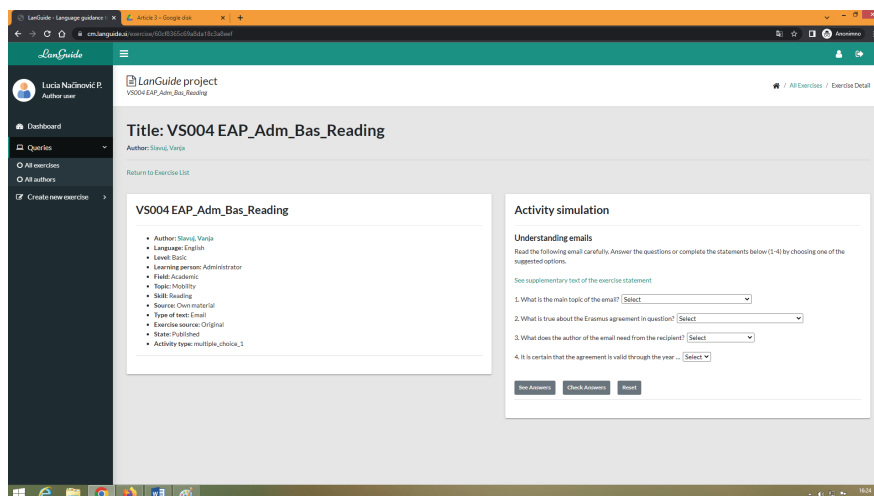 LanGuide - Language guidance
Article 3 – Google disk
cm.languide.si/exercise/60cf8365c69a8da18c3a8eef
Anonimno
LanGuide
Lucia Načinović P.
Author user
Dashboard
Queries
All exercises
All authors
Create new exercise
LanGuide project
VS004 EAP_Adm_Bas_Reading
/ All Exercises / Exercise Detail
Title: VS004 EAP_Adm_Bas_Reading
Author: Slavuj, Vanja
Return to Exercise List
VS004 EAP_Adm_Bas_Reading
Author: Slavuj, Vanja
Language: English
Level: Basic
Learning person: Administrator
Field: Academic
Topic: Mobility
Skill: Reading
Source: Own material
Type of text: Email
Exercise source: Original
State: Published
Activity type: multiple_choice_1
Activity simulation
Understanding emails
Read the following email carefully. Answer the questions or complete the statements below (1-4) by choosing one of the
suggested options.
See supplementary text of the exercise statement
1. What is the main topic of the email? Select
2. What is true about the Erasmus agreement in question? Select
3. What does the author of the email need from the recipient? Select
4. It is certain that the agreement is valid through the year ... Select
See Answers Check Answers Reset
16:24